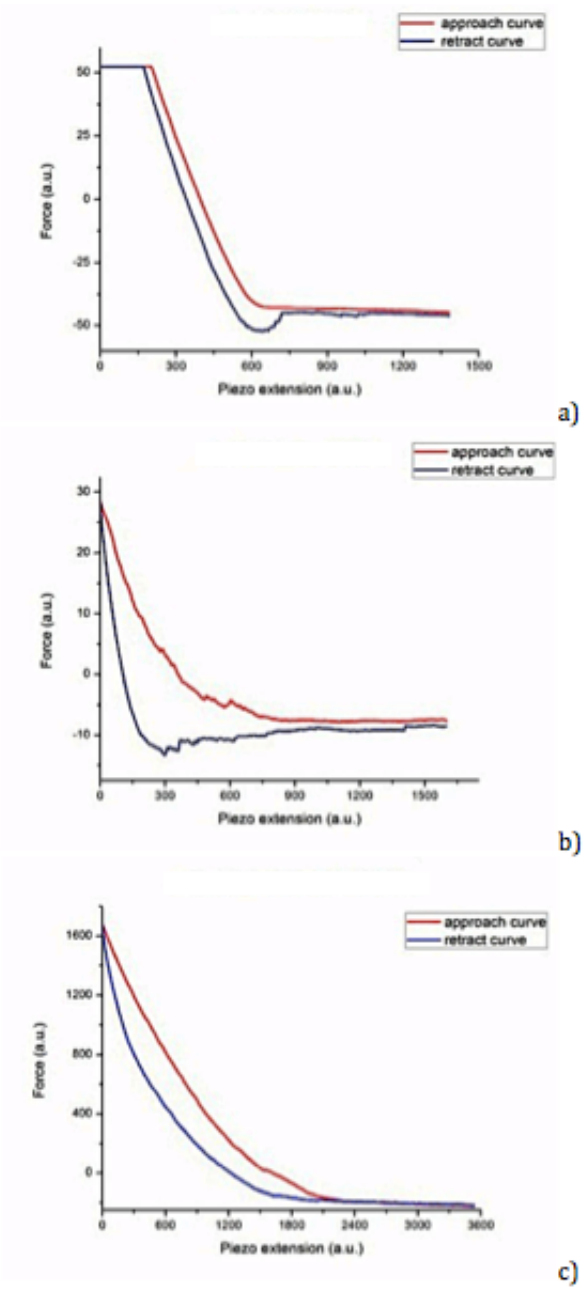 approach curve
retract curve
50
25
0
-25
-50
Force (a.u.)
0 300 600 900 1200 1500
Piezo extension (a.u.)
a)
approach curve
retract curve
30
20
10
0
-10
Force (a.u.)
0 300 600 900 1200 1500
Piezo extension (a.u.)
b)
approach curve
retract curve
1600
1200
800
400
0
Force (a.u.)
0 600 1200 1800 2400 3000 3600
Piezo extension (a.u.)
c)